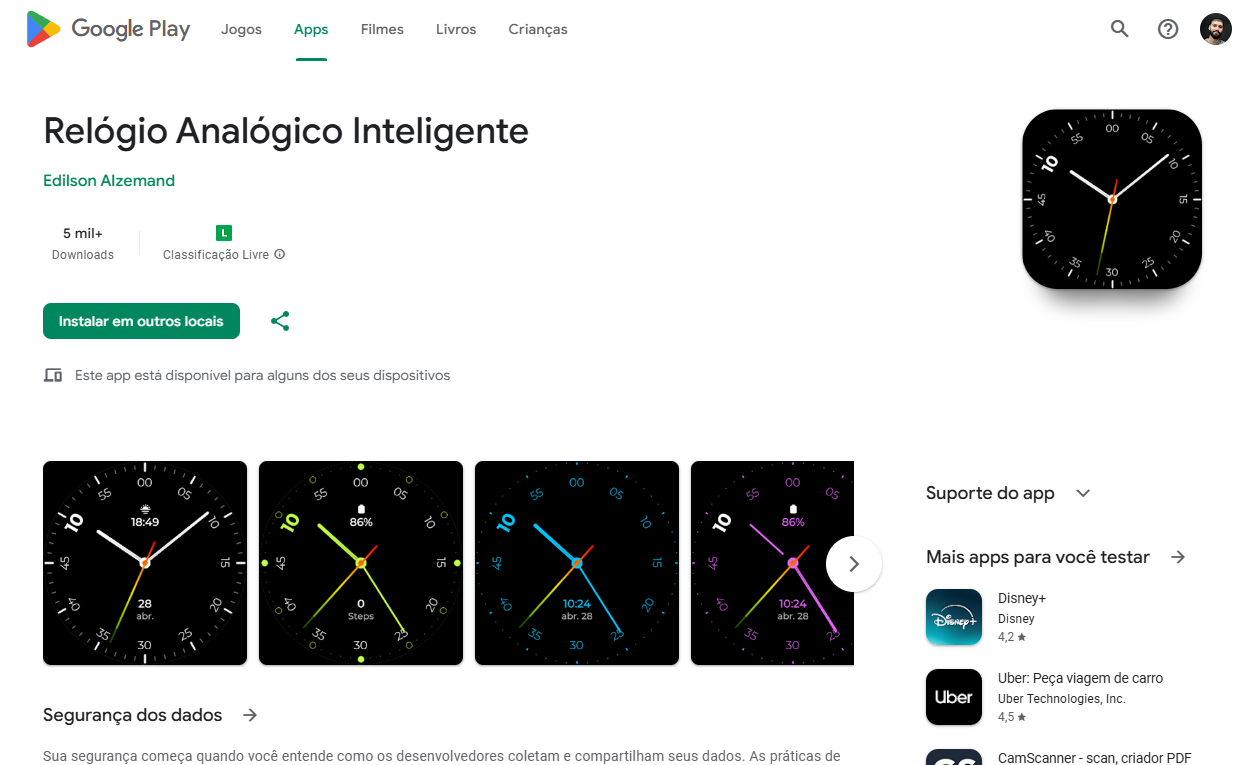 Google Play Jogos Apps Filmes Livros Crianças
Relógio Analógico Inteligente
Edilson Alzemand
5 mil+
Downloads
L
Classificação Livre
Instalar em outros locais
Este app está disponível para alguns dos seus dispositivos
00
05
10
15
20
25
30
35
40
45
10
55
00
05
10
15
20
25
30
35
40
45
10
55
18:49
28
abr.
00
05
10
15
20
25
30
35
40
45
10
55
86%
0
Steps
00
05
10
15
20
25
30
35
40
45
10
55
10:24
abr. 28
00
05
25
30
35
40
45
10
55
86%
10:24
abr. 28
Suporte do app
Mais apps para você testar
Disney+
Disney+
Disney
4,2 ★
Uber
Uber: Peça viagem de carro
Uber Technologies, Inc.
4,5 ★
CamScanner - scan, criador PDF
Segurança dos dados
Sua segurança começa quando você entende como os desenvolvedores coletam e compartilham seus dados. As práticas de